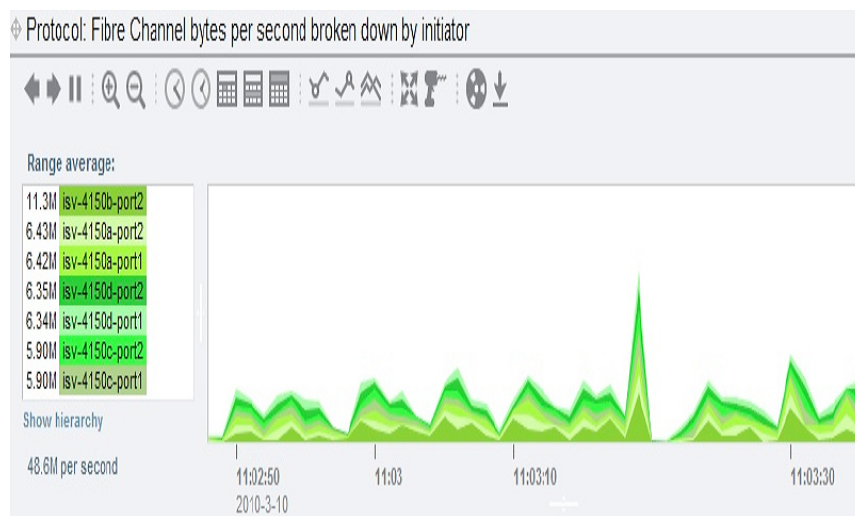 Protocol: Fibre Channel bytes per second broken down by initiator
Range average:
11.3M isv-4150b-port2
6.43M isv-4150a-port2
6.42M isv-4150a-port1
6.35M isv-4150d-port2
6.34M isv-4150d-port1
5.90M isv-4150c-port2
5.90M isv-4150c-port1
Show hierarchy
48.6M per second
11:02:50 11:03 11:03:10 11:03:30
2010-3-10